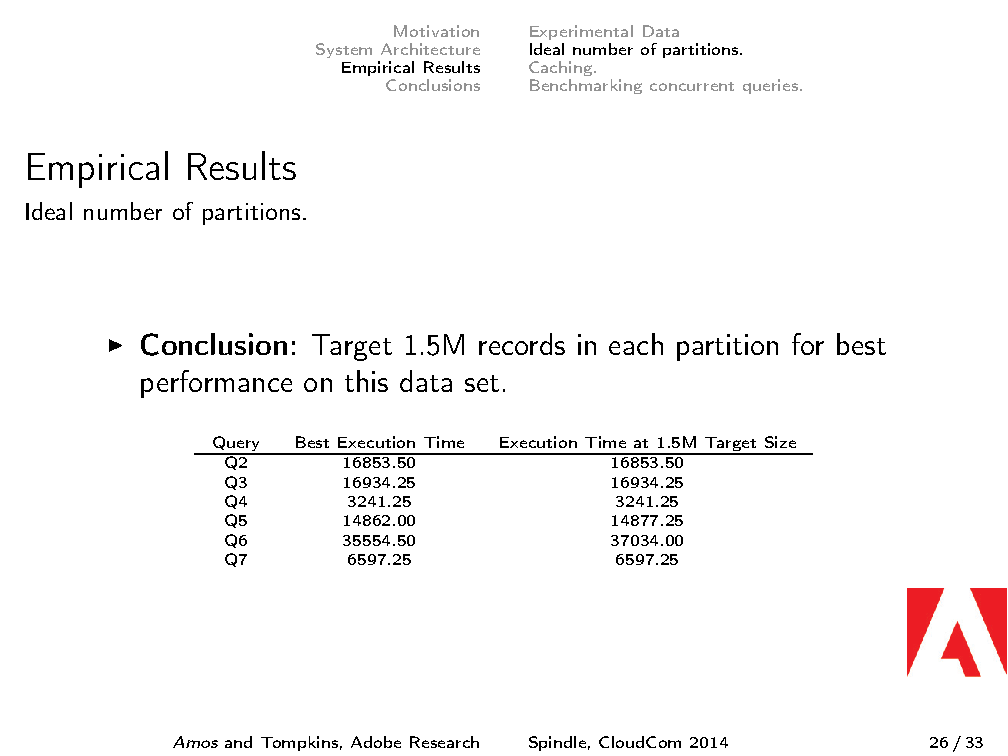 Motivation
System Architecture
Empirical Results
Conclusions
Experimental Data
Ideal number of partitions.
Caching.
Benchmarking concurrent queries.
Empirical Results
Ideal number of partitions.
▶ Conclusion: Target 1.5M records in each partition for best
performance on this data set.
Query Best Execution Time Execution Time at 1.5M Target Size
Q2 16853.50 16853.50
Q3 16934.25 16934.25
Q4 3241.25 3241.25
Q5 14862.00 14877.25
Q6 35554.50 37034.00
Q7 6597.25 6597.25
Amos and Tompkins, Adobe Research Spindle, CloudCom 2014 26 / 33